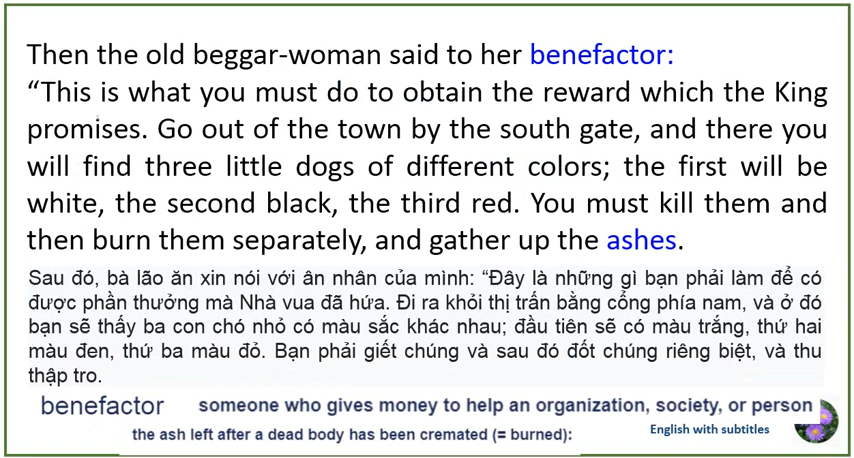 Then the old beggar-woman said to her benefactor:
“This is what you must do to obtain the reward which the King
promises. Go out of the town by the south gate, and there you
will find three little dogs of different colors; the first will be
white, the second black, the third red. You must kill them and
then burn them separately, and gather up the ashes.
Sau đó, bà lão ăn xin nói với ân nhân của mình: “Đây là những gì bạn phải làm để có
được phần thưởng mà Nhà vua đã hứa. Đi ra khỏi thị trấn bằng cổng phía nam, và ở đó
bạn sẽ thấy ba con chó nhỏ có màu sắc khác nhau; đầu tiên sẽ có màu trắng, thứ hai
màu đen, thứ ba màu đỏ. Bạn phải giết chúng và sau đó đốt chúng riêng biệt, và thu
thập tro.
benefactor someone who gives money to help an organization, society, or person
the ash left after a dead body has been cremated (= burned):
English with subtitles